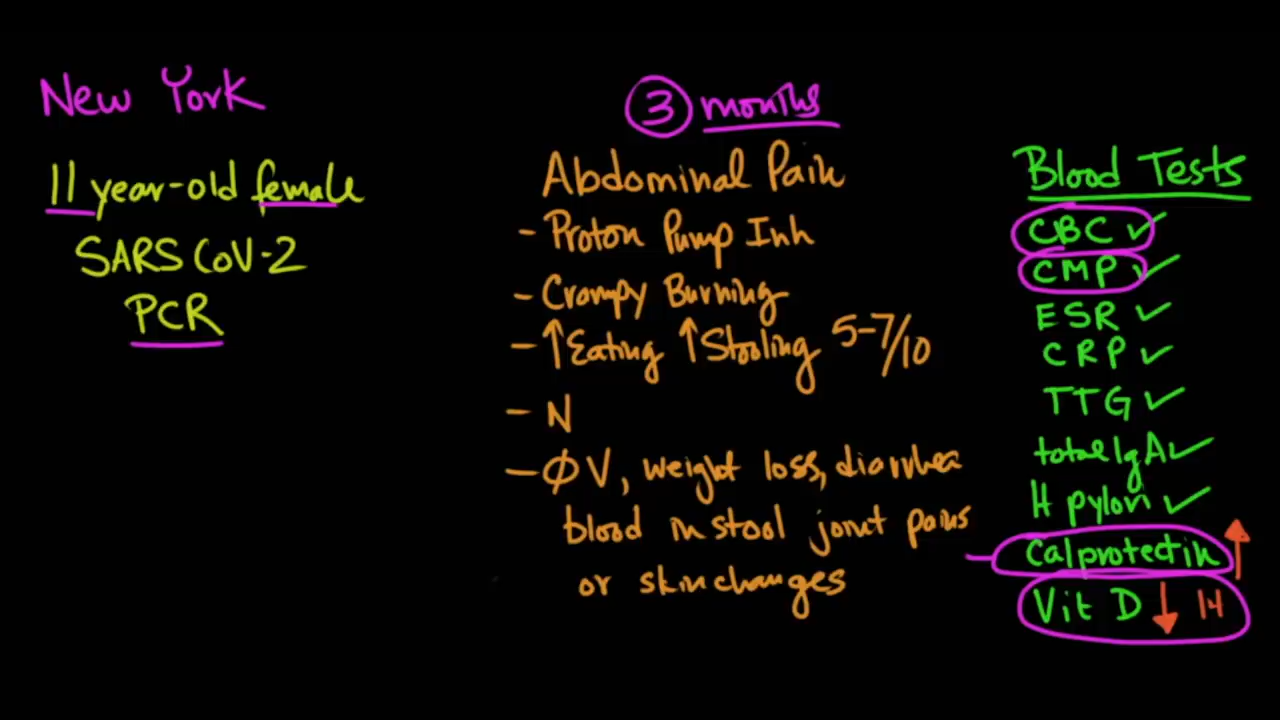 New York
11 year-old female
SARS CoV-2
PCR
3 months
Abdominal Pain
- Proton Pump Inh
- Crampy Burning
- ↑Eating ↑Stooling 5-7/10
- N
- ØV, weight loss, diarrhea
blood in stool joint pains
or skin changes
Blood Tests
CBC ✓
CMP ✓
ESR ✓
CRP ✓
TTG ✓
total IgA ✓
H pylori ✓
Calprotectin ↑
Vit D ↓ 14